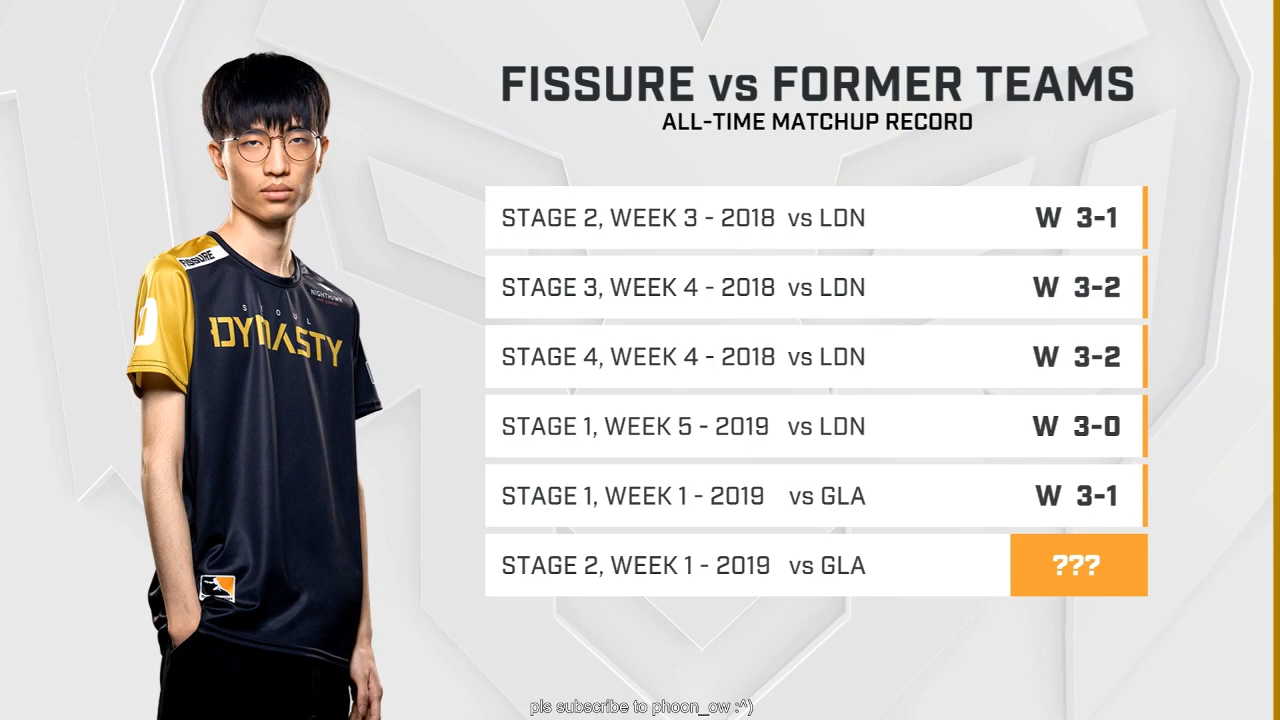 FISSURE vs FORMER TEAMS
ALL-TIME MATCHUP RECORD
STAGE 2, WEEK 3 - 2018 vs LDN W 3-1
STAGE 3, WEEK 4 - 2018 vs LDN W 3-2
STAGE 4, WEEK 4 - 2018 vs LDN W 3-2
STAGE 1, WEEK 5 - 2019 vs LDN W 3-0
STAGE 1, WEEK 1 - 2019 vs GLA W 3-1
STAGE 2, WEEK 1 - 2019 vs GLA ???
FISSURE
NIGHTHAWK
SEOUL
DYNASTY
pls subscribe to phoon_ow :^)